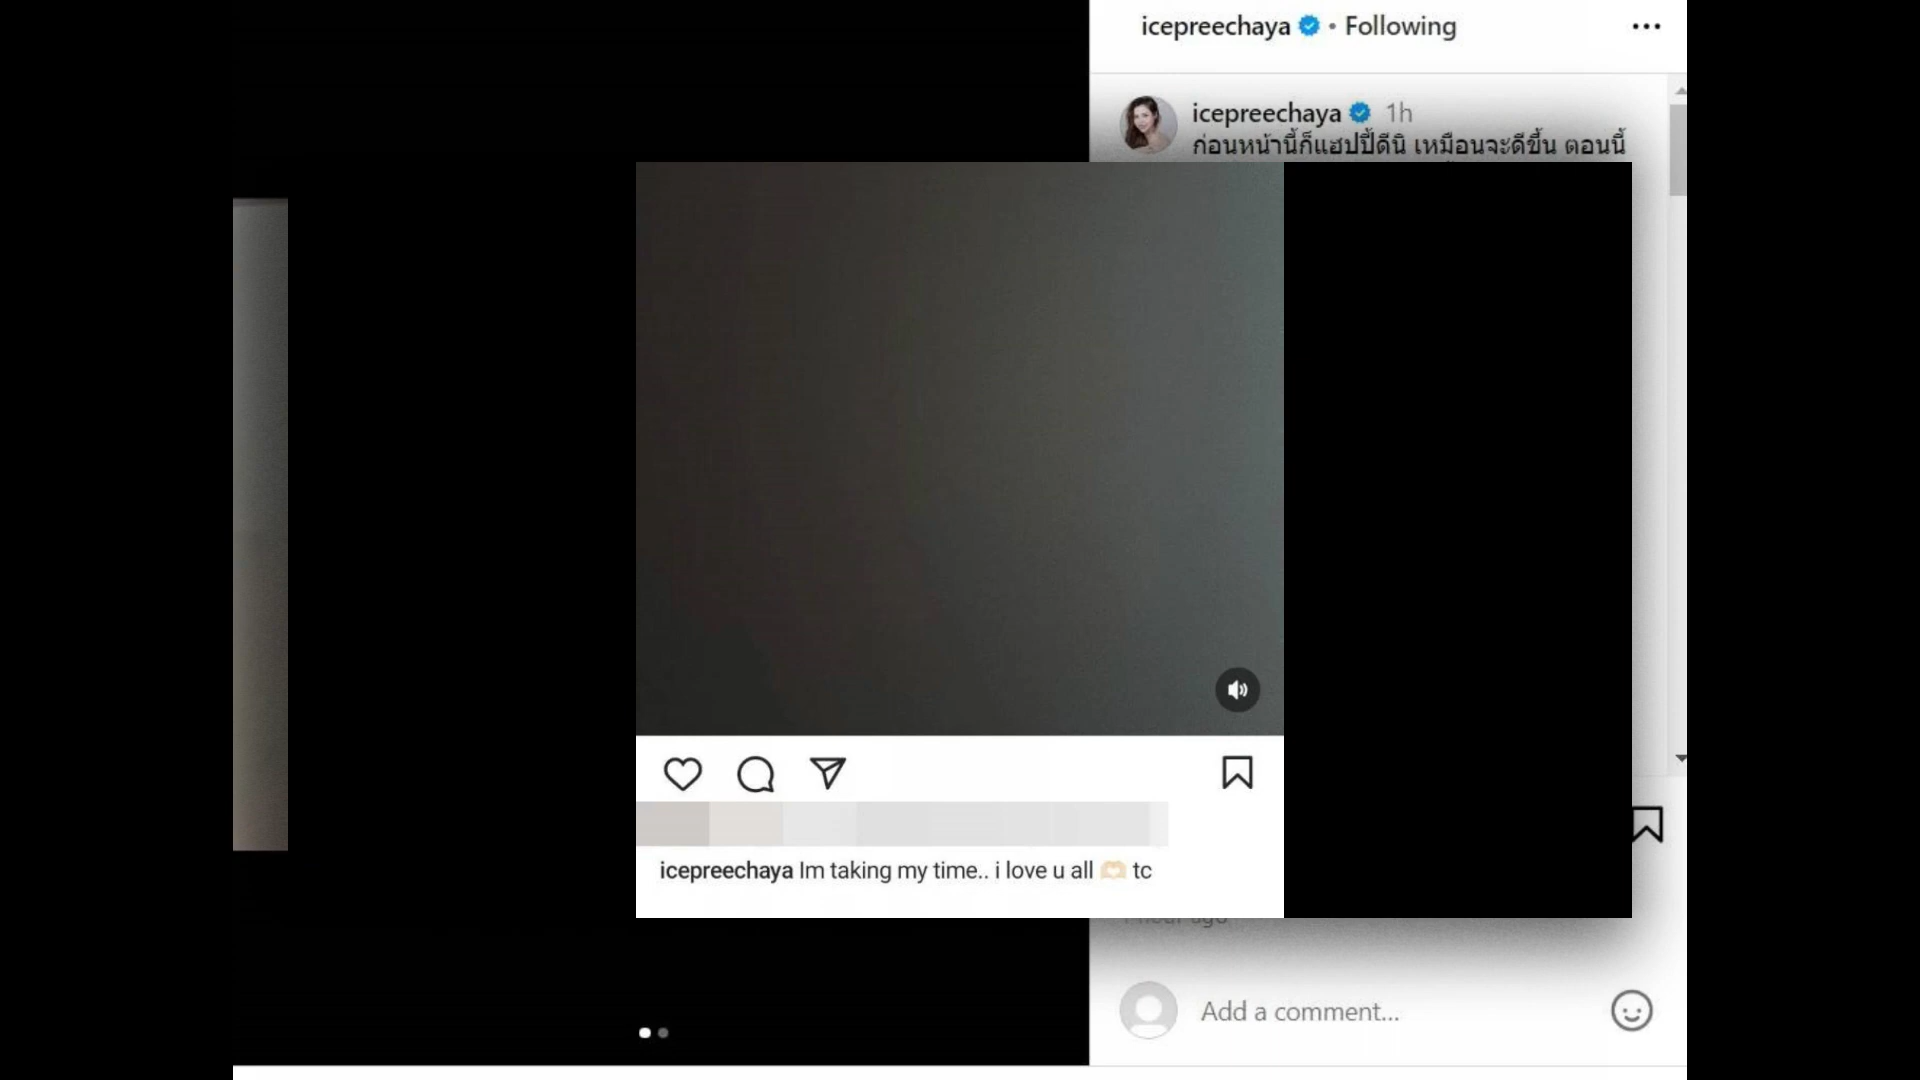 icepreechaya • Following
icepreechaya 1h
ก่อนหน้านี้ก็แฮปปี้ดีนิ เหมือนจะดีขึ้น ตอนนี้
icepreechaya Im taking my time.. i love u all 🫶🏻 tc
hour ago
Add a comment...